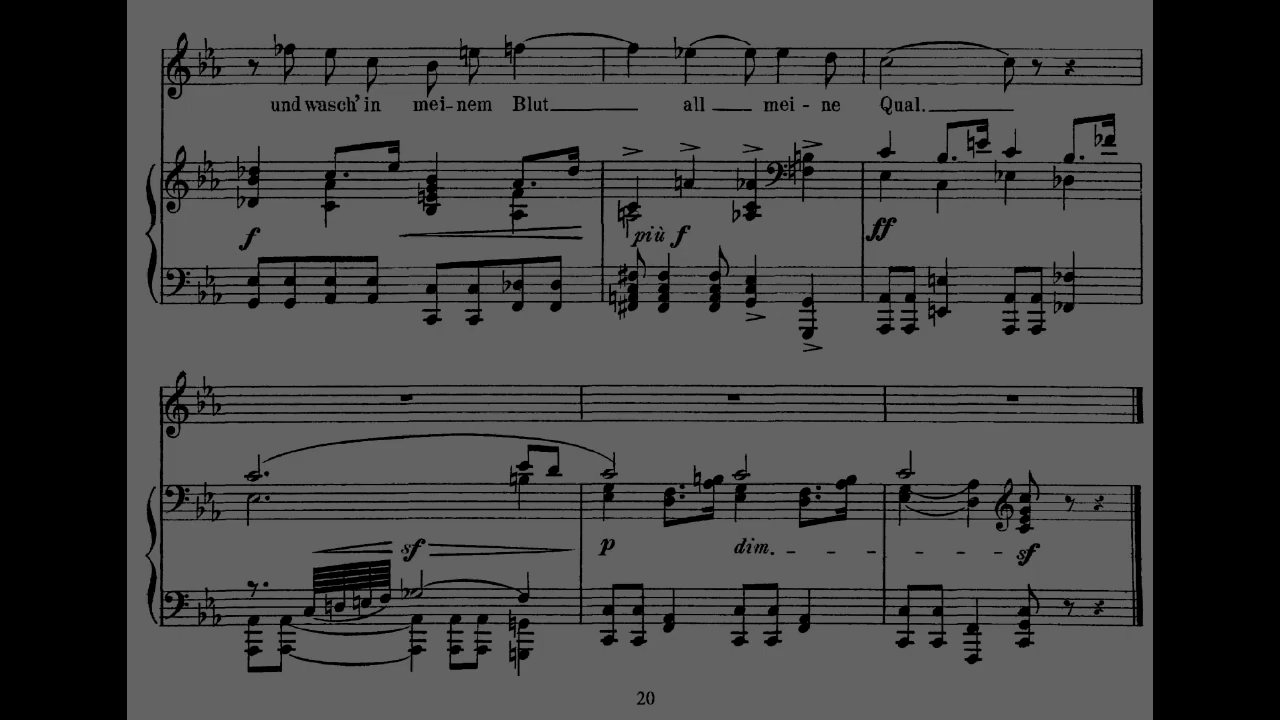 und wasch' in mei - nem Blut all mei - ne Qual.
f più f ff
sf p dim. sf
20